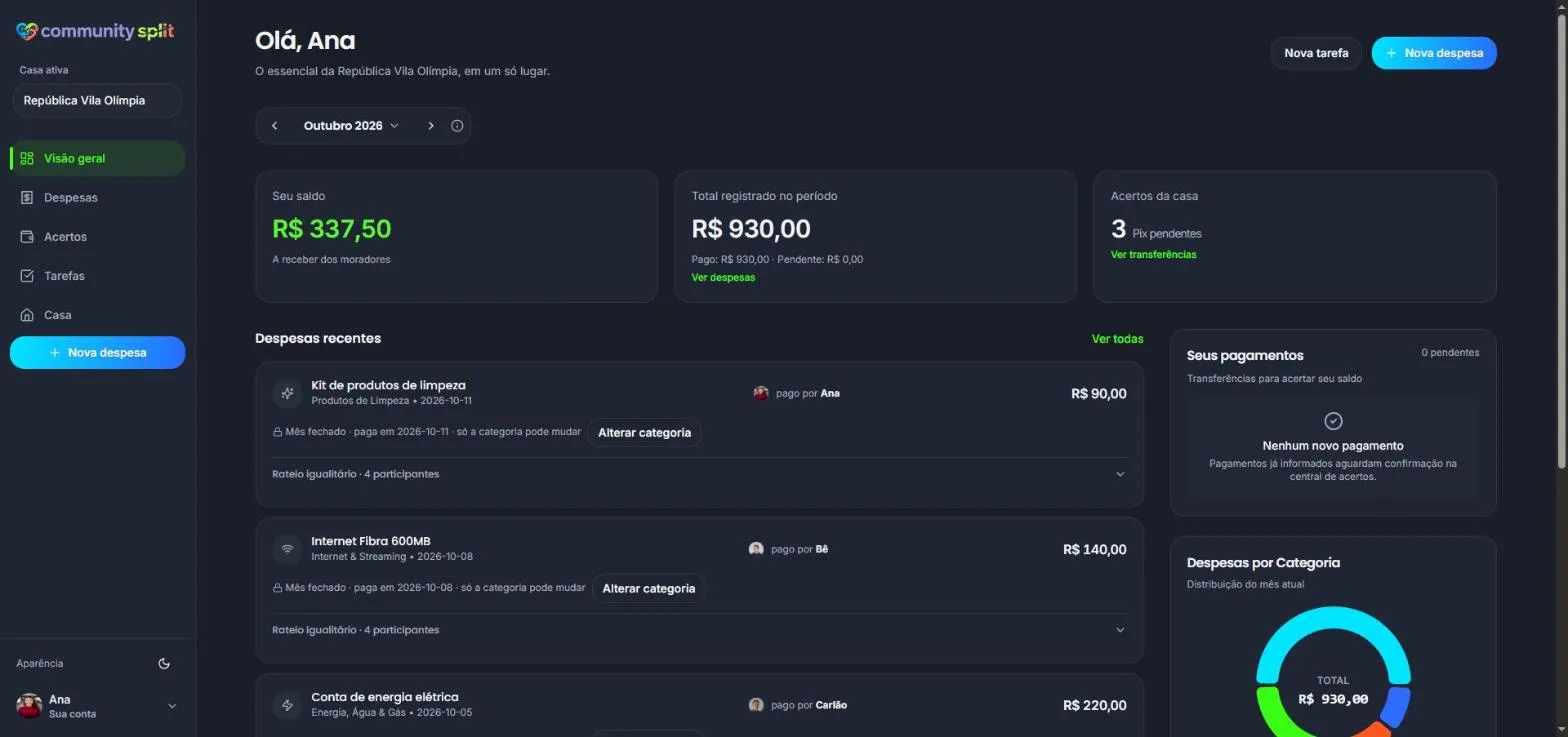 community split
Casa ativa
República Vila Olímpia
Visão geral
Despesas
Acertos
Tarefas
Casa
+ Nova despesa
Aparência
Ana
Sua conta
Olá, Ana
O essencial da República Vila Olímpia, em um só lugar.
Nova tarefa
+ Nova despesa
Outubro 2026
Seu saldo
R$ 337,50
A receber dos moradores
Total registrado no período
R$ 930,00
Pago: R$ 930,00 · Pendente: R$ 0,00
Ver despesas
Acertos da casa
3 Pix pendentes
Ver transferências
Despesas recentes
Ver todas
Kit de produtos de limpeza
Produtos de Limpeza • 2026-10-11
pago por Ana
R$ 90,00
Mês fechado · paga em 2026-10-11 · só a categoria pode mudar
Alterar categoria
Rateio igualitário · 4 participantes
Internet Fibra 600MB
Internet & Streaming • 2026-10-08
pago por Bê
R$ 140,00
Mês fechado · paga em 2026-10-08 · só a categoria pode mudar
Alterar categoria
Rateio igualitário · 4 participantes
Conta de energia elétrica
Energia, Água & Gás • 2026-10-05
pago por Carlão
R$ 220,00
Seus pagamentos
0 pendentes
Transferências para acertar seu saldo
Nenhum novo pagamento
Pagamentos já informados aguardam confirmação na
central de acertos.
Despesas por Categoria
Distribuição do mês atual
TOTAL
R$ 930,00